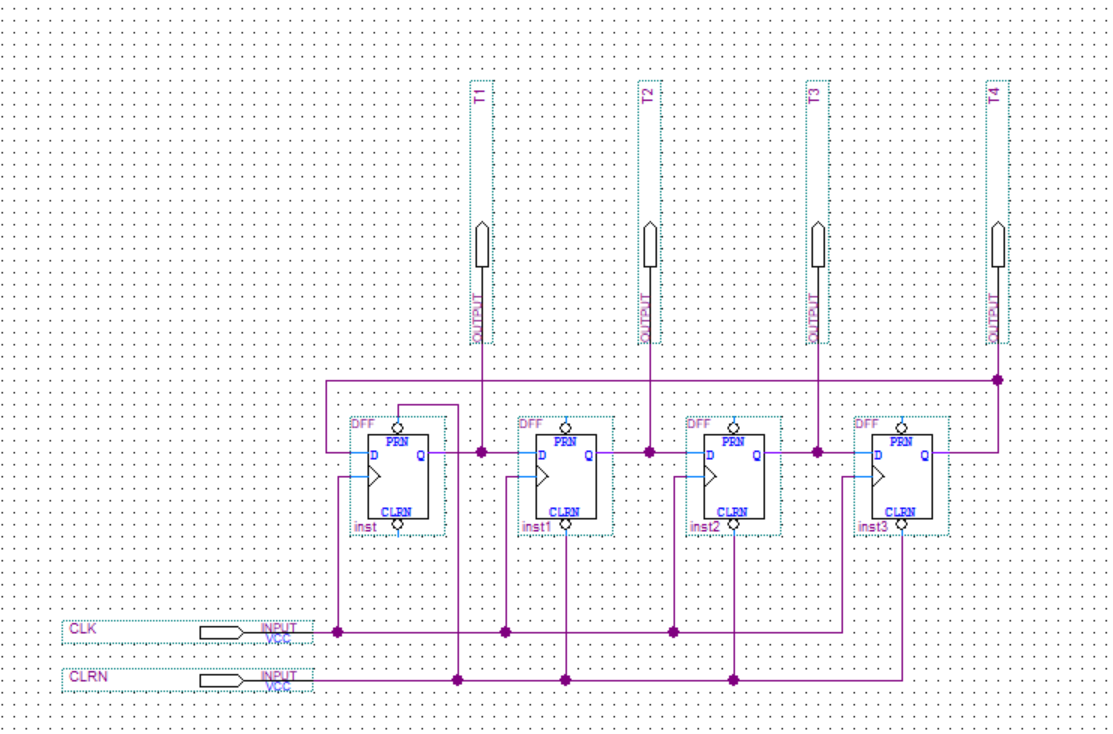 T1
T2
T3
T4
OUTPUT
OUTPUT
OUTPUT
OUTPUT
DFF
DFF
DFF
DFF
PRN
PRN
PRN
PRN
D
Q
D
Q
D
Q
D
Q
CLRN
CLRN
CLRN
CLRN
inst
inst1
inst2
inst3
CLK
INPUT
VCC
CLRN
INPUT
VCC